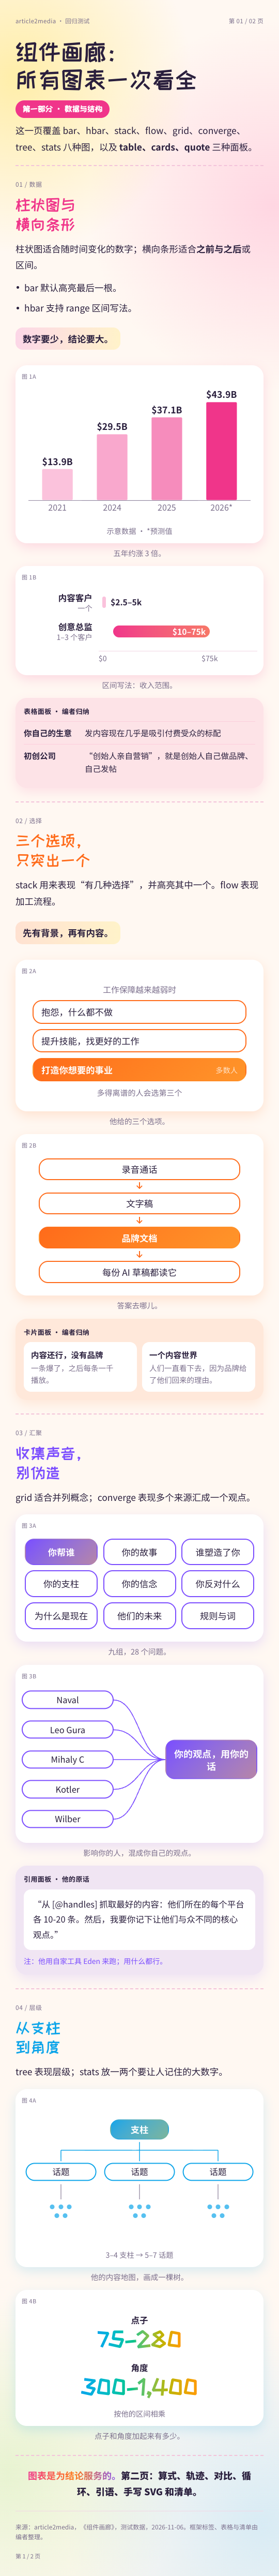 article2media · 回归测试
第 01 / 02 页
组件画廊：
所有图表一次看全
第一部分 · 数据与结构
这一页覆盖 bar、hbar、stack、flow、grid、converge、
tree、stats 八种图，以及 table、cards、quote 三种面板。
01 / 数据
柱状图与
横向条形
柱状图适合随时间变化的数字；横向条形适合之前与之后或
区间。
• bar 默认高亮最后一根。
• hbar 支持 range 区间写法。
数字要少，结论要大。
图 1A
$13.9B
$29.5B
$37.1B
$43.9B
2021
2024
2025
2026*
示意数据 · *预测值
五年约涨 3 倍。
图 1B
内容客户
一个
$2.5–5k
创意总监
1–3 个客户
$10–75k
$0
$75k
区间写法：收入范围。
表格面板 · 编者归纳
你自己的生意
发内容现在几乎是吸引付费受众的标配
初创公司
“创始人亲自营销”，就是创始人自己做品牌、
自己发帖
02 / 选择
三个选项，
只突出一个
stack 用来表现“有几种选择”，并高亮其中一个。flow 表现
加工流程。
先有背景，再有内容。
图 2A
工作保障越来越弱时
抱怨，什么都不做
提升技能，找更好的工作
打造你想要的事业
多数人
多得离谱的人会选第三个
他给的三个选项。
图 2B
录音通话
↓
文字稿
↓
品牌文档
↓
每份 AI 草稿都读它
答案去哪儿。
卡片面板 · 编者归纳
内容还行，没有品牌
一条爆了，之后每条一千
播放。
一个内容世界
人们一直看下去，因为品牌给
了他们回来的理由。
03 / 汇聚
收集声音，
别伪造
grid 适合并列概念；converge 表现多个来源汇成一个观点。
图 3A
你帮谁
你的故事
谁塑造了你
你的支柱
你的信念
你反对什么
为什么是现在
他们的未来
规则与词
九组，28 个问题。
图 3B
Naval
Leo Gura
Mihaly C
Kotler
Wilber
你的观点，用你的
话
影响你的人，混成你自己的观点。
引用面板 · 他的原话
“从 [@handles] 抓取最好的内容：他们所在的每个平台
各 10-20 条。然后，我要你记下让他们与众不同的核心
观点。”
注：他用自家工具 Eden 来跑；用什么都行。
04 / 层级
从支柱
到角度
tree 表现层级；stats 放一两个要让人记住的大数字。
图 4A
支柱
话题
话题
话题
3–4 支柱 → 5–7 话题
他的内容地图，画成一棵树。
图 4B
点子
75–280
角度
300–1,400
按他的区间相乘
点子和角度加起来有多少。
图表是为结论服务的。第二页：算式、轨迹、对比、循
环、引语、手写 SVG 和清单。
来源：article2media，《组件画廊》，测试数据，2026-11-06。框架标签、表格与清单由
编者整理。
第 1 / 2 页